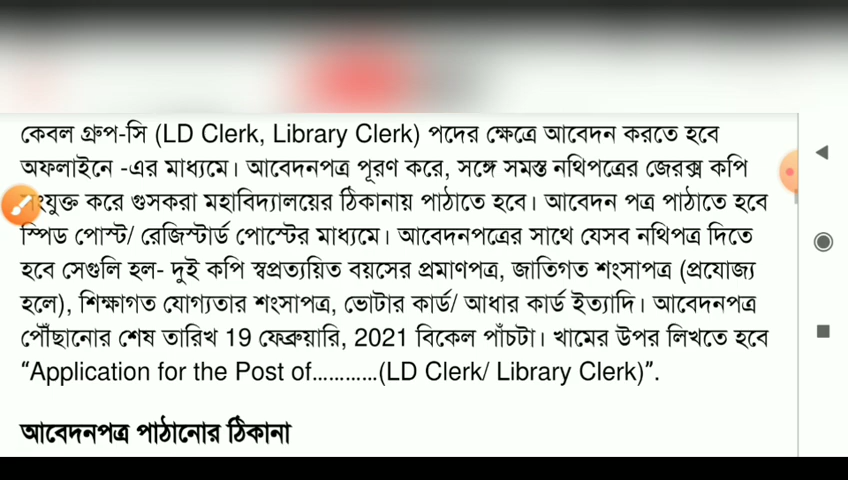 কেবল গ্রুপ-সি (LD Clerk, Library Clerk) পদের ক্ষেত্রে আবেদন করতে হবে
অফলাইনে -এর মাধ্যমে। আবেদনপত্র পূরণ করে, সঙ্গে সমস্ত নথিপত্রের জেরক্স কপি
করে গুসকরা মহাবিদ্যালয়ের ঠিকানায় পাঠাতে হবে। আবেদন পত্র পাঠাতে হবে
স্পিড পোস্ট/ রেজিস্টার্ড পোস্টের মাধ্যমে। আবেদনপত্রের সাথে যেসব নথিপত্র দিতে
হবে সেগুলি হল- দুই কপি স্বপ্রত্যয়িত বয়সের প্রমাণপত্র, জাতিগত শংসাপত্র (প্রযোজ্য
হলে), শিক্ষাগত যোগ্যতার শংসাপত্র, ভোটার কার্ড/ আধার কার্ড ইত্যাদি। আবেদনপত্র
পৌঁছানোর শেষ তারিখ 19 ফেব্রুয়ারি, 2021 বিকেল পাঁচটা। খামের উপর লিখতে হবে
“Application for the Post of............(LD Clerk/ Library Clerk)”.
আবেদনপত্র পাঠানোর ঠিকানা